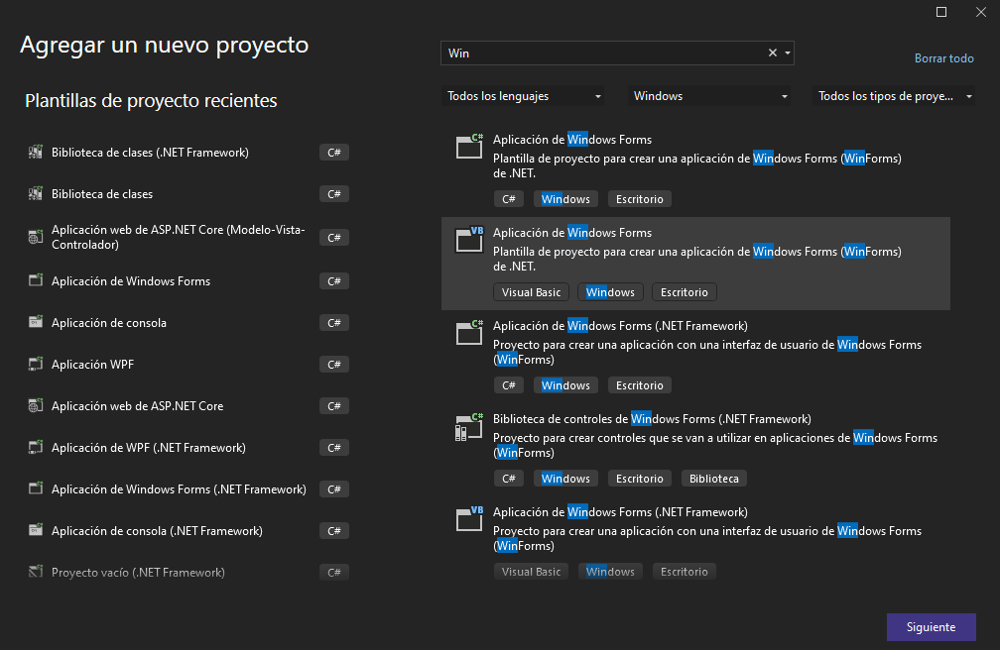 Agregar un nuevo proyecto
Win
Borrar todo
Todos los lenguajes
Windows
Todos los tipos de proye...
Plantillas de proyecto recientes
Biblioteca de clases (.NET Framework)
C#
Biblioteca de clases
C#
Aplicación web de ASP.NET Core (Modelo-Vista-
Controlador)
C#
Aplicación de Windows Forms
C#
Aplicación de consola
C#
Aplicación WPF
C#
Aplicación web de ASP.NET Core
C#
Aplicación de WPF (.NET Framework)
C#
Aplicación de Windows Forms (.NET Framework)
C#
Aplicación de consola (.NET Framework)
C#
Proyecto vacío (.NET Framework)
C#
C#
Aplicación de Windows Forms
Plantilla de proyecto para crear una aplicación de Windows Forms (WinForms)
de .NET.
C# Windows Escritorio
VB
Aplicación de Windows Forms
Plantilla de proyecto para crear una aplicación de Windows Forms (WinForms)
de .NET.
Visual Basic Windows Escritorio
C#
Aplicación de Windows Forms (.NET Framework)
Proyecto para crear una aplicación con una interfaz de usuario de Windows Forms
(WinForms)
C# Windows Escritorio
C#
Biblioteca de controles de Windows Forms (.NET Framework)
Proyecto para crear controles que se van a utilizar en aplicaciones de Windows Forms
(WinForms)
C# Windows Escritorio Biblioteca
VB
Aplicación de Windows Forms (.NET Framework)
Proyecto para crear una aplicación con una interfaz de usuario de Windows Forms
(WinForms)
Visual Basic Windows Escritorio
Siguiente